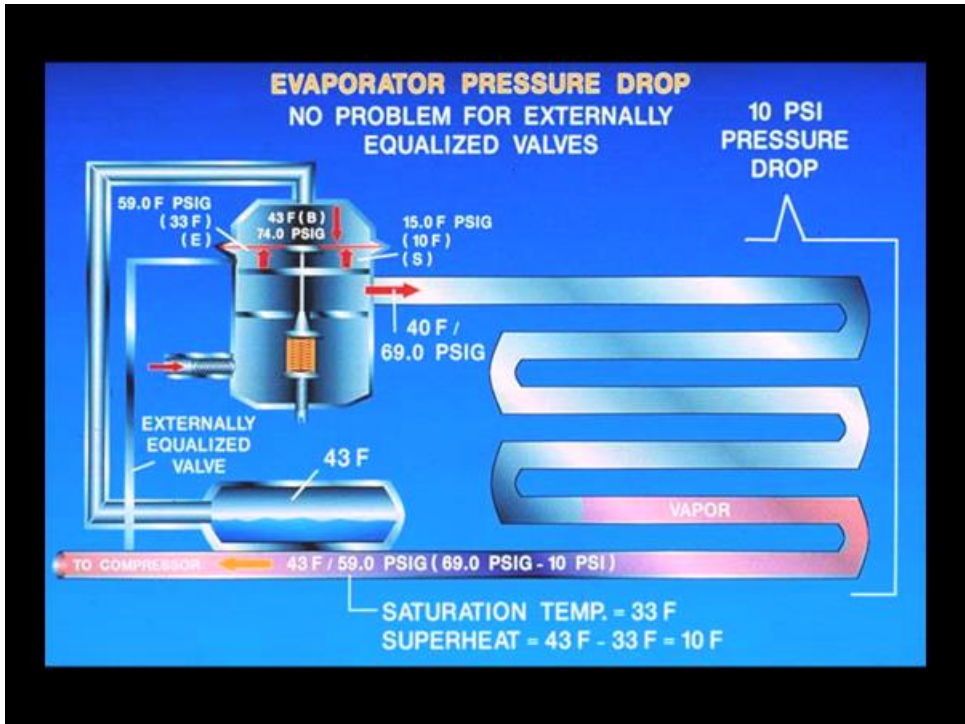 EVAPORATOR PRESSURE DROP
NO PROBLEM FOR EXTERNALLY
EQUALIZED VALVES
10 PSI
PRESSURE
DROP
59.0 F PSIG
(33 F)
(E)
43 F (B)
74.0 PSIG
15.0 F PSIG
(10 F)
(S)
40 F /
69.0 PSIG
EXTERNALLY
EQUALIZED
VALVE
43 F
VAPOR
TO COMPRESSOR
43 F / 59.0 PSIG (69.0 PSIG - 10 PSI)
SATURATION TEMP. = 33 F
SUPERHEAT = 43 F - 33 F = 10 F